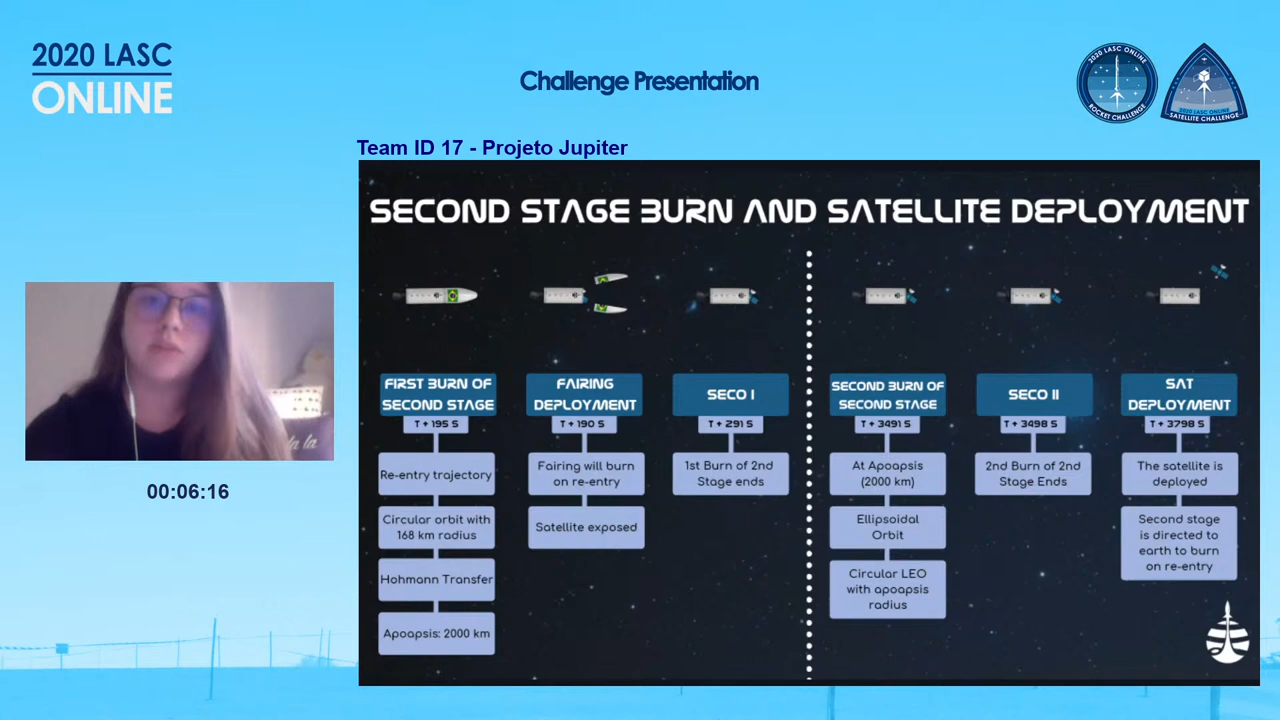 2020 LASC
ONLINE
Challenge Presentation
2020 LASC ONLINE
ROCKET CHALLENGE
2020 LASC ONLINE
SATELLITE CHALLENGE
Team ID 17 - Projeto Jupiter
SECOND STAGE BURN AND SATELLITE DEPLOYMENT
FIRST BURN OF
SECOND STAGE
T + 195 S
Re-entry trajectory
Circular orbit with
168 km radius
Hohmann Transfer
Apoapsis: 2000 km
FAIRING
DEPLOYMENT
T + 190 S
Fairing will burn
on re-entry
Satellite exposed
SECO I
T + 291 S
1st Burn of 2nd
Stage ends
SECOND BURN OF
SECOND STAGE
T + 3491 S
At Apoapsis
(2000 km)
Ellipsoidal
Orbit
Circular LEO
with apoapsis
radius
SECO II
T + 3498 S
2nd Burn of 2nd
Stage Ends
SAT
DEPLOYMENT
T + 3798 S
The satellite is
deployed
Second stage
is directed to
earth to burn
on re-entry
00:06:16